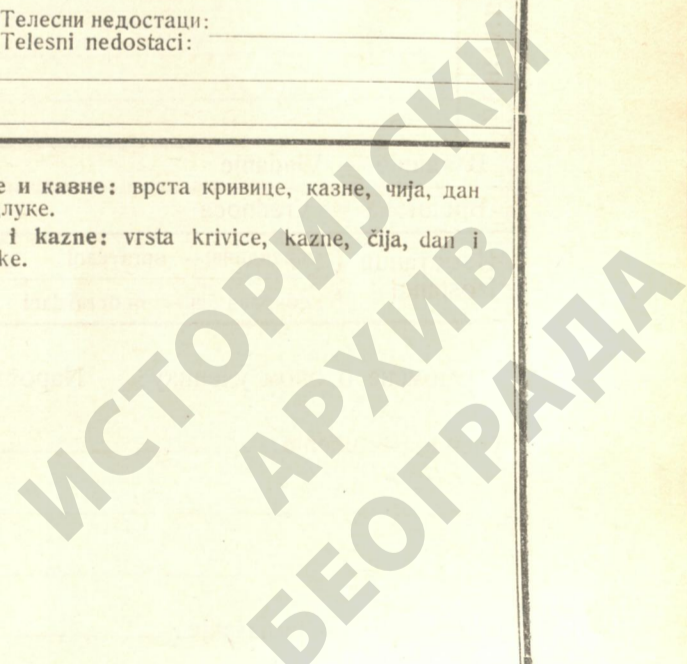 Телесни недостаци:
Telesni nedostaci:
е и казне: врста кривице, казне, чија, дан
луке.
i kazne: vrsta krivice, kazne, čija, dan i
ke.
ИСТОРИЈСКИ
АРХИВ
БЕОГРАДА